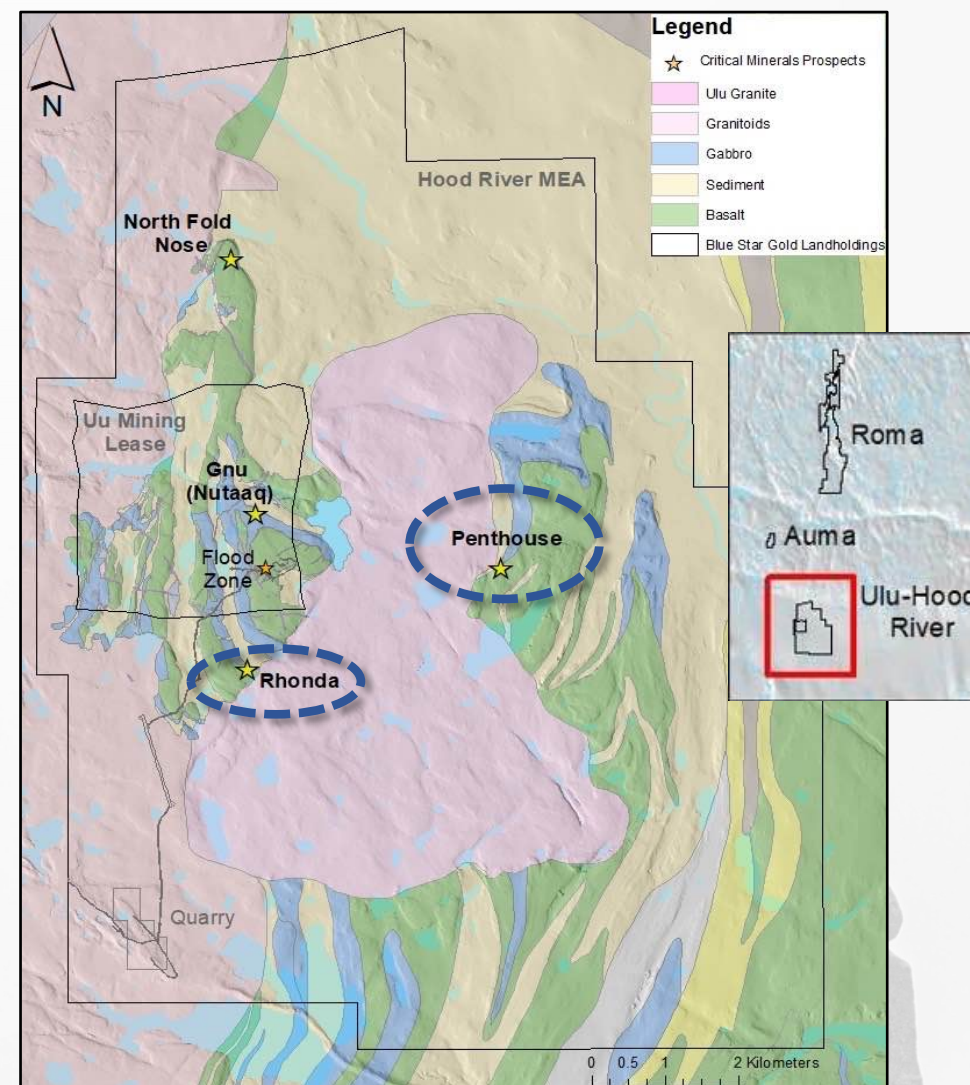 Legend
Critical Minerals Prospects
Ulu Granite
Granitoids
Gabbro
Sediment
Basalt
Blue Star Gold Landholdings
N
Hood River MEA
North Fold
Nose
Uu Mining
Lease
Gnu
(Nutaaq)
Flood
Zone
Penthouse
Rhonda
Quarry
Roma
Auma
Ulu-Hood
River
0 0.5 1 2 Kilometers